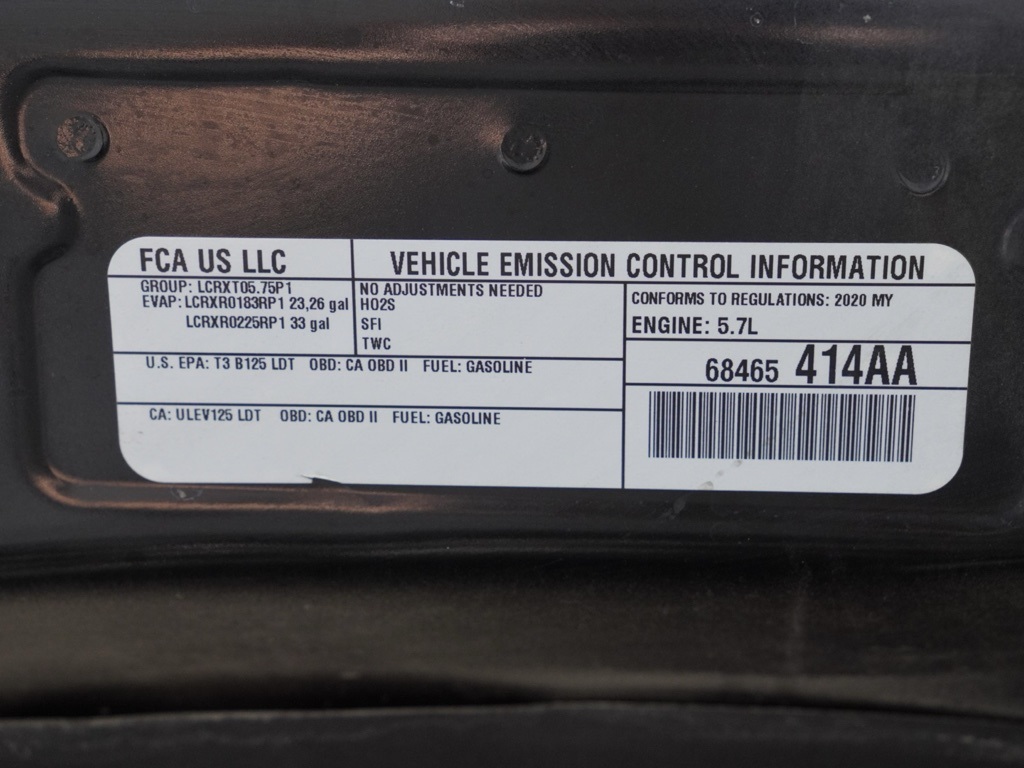 FCA US LLC
VEHICLE EMISSION CONTROL INFORMATION
GROUP: LCRXT05.75P1
EVAP: LCRXR0183RP1 23,26 gal
LCRXR0225RP1 33 gal
NO ADJUSTMENTS NEEDED
HO2S
SFI
TWC
CONFORMS TO REGULATIONS: 2020 MY
ENGINE: 5.7L
U.S. EPA: T3 B125 LDT OBD: CA OBD II FUEL: GASOLINE
68465 414AA
CA: ULEV125 LDT OBD: CA OBD II FUEL: GASOLINE